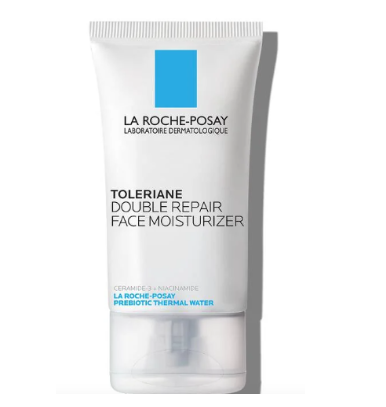 LA ROCHE-POSAY
LABORATOIRE DERMATOLOGIQUE
TOLERIANE
DOUBLE REPAIR
FACE MOISTURIZER
CERAMIDE-3 + NIACINAMIDE
LA ROCHE-POSAY
PREBIOTIC THERMAL WATER